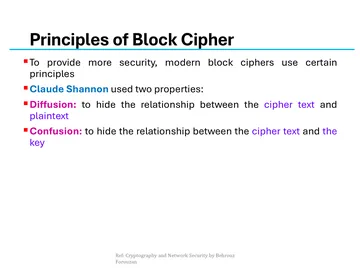 Principles of Block Cipher
To provide more security, modern block ciphers use certain
principles
Claude Shannon used two properties:
Diffusion: to hide the relationship between the cipher text and
plaintext
Confusion: to hide the relationship between the cipher text and the
key
Ref: Cryptography and Network Security by Behrouz
Forouzan